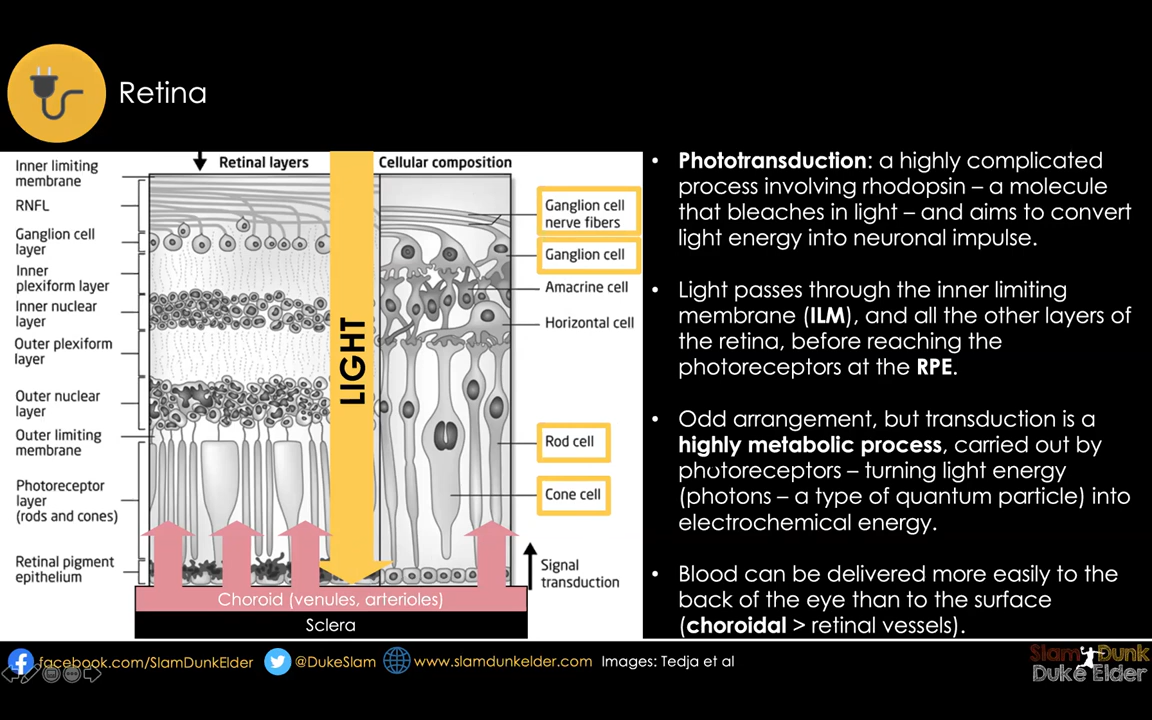 Retina
Retinal layers
Cellular composition
Inner limiting
membrane
RNFL
Ganglion cell
layer
Inner
plexiform layer
Inner nuclear
layer
Outer plexiform
layer
Outer nuclear
layer
Outer limiting
membrane
Photoreceptor
layer
(rods and cones)
Retinal pigment
epithelium
LIGHT
Ganglion cell
nerve fibers
Ganglion cell
Amacrine cell
Horizontal cell
Rod cell
Cone cell
Signal
transduction
Choroid (venules, arterioles)
Sclera
• Phototransduction: a highly complicated
process involving rhodopsin – a molecule
that bleaches in light – and aims to convert
light energy into neuronal impulse.
• Light passes through the inner limiting
membrane (ILM), and all the other layers of
the retina, before reaching the
photoreceptors at the RPE.
• Odd arrangement, but transduction is a
highly metabolic process, carried out by
photoreceptors – turning light energy
(photons – a type of quantum particle) into
electrochemical energy.
• Blood can be delivered more easily to the
back of the eye than to the surface
(choroidal > retinal vessels).
facebook.com/SlamDunkElder @DukeSlam www.slamdunkelder.com Images: Tedja et al
Slam Dunk
Duke Elder